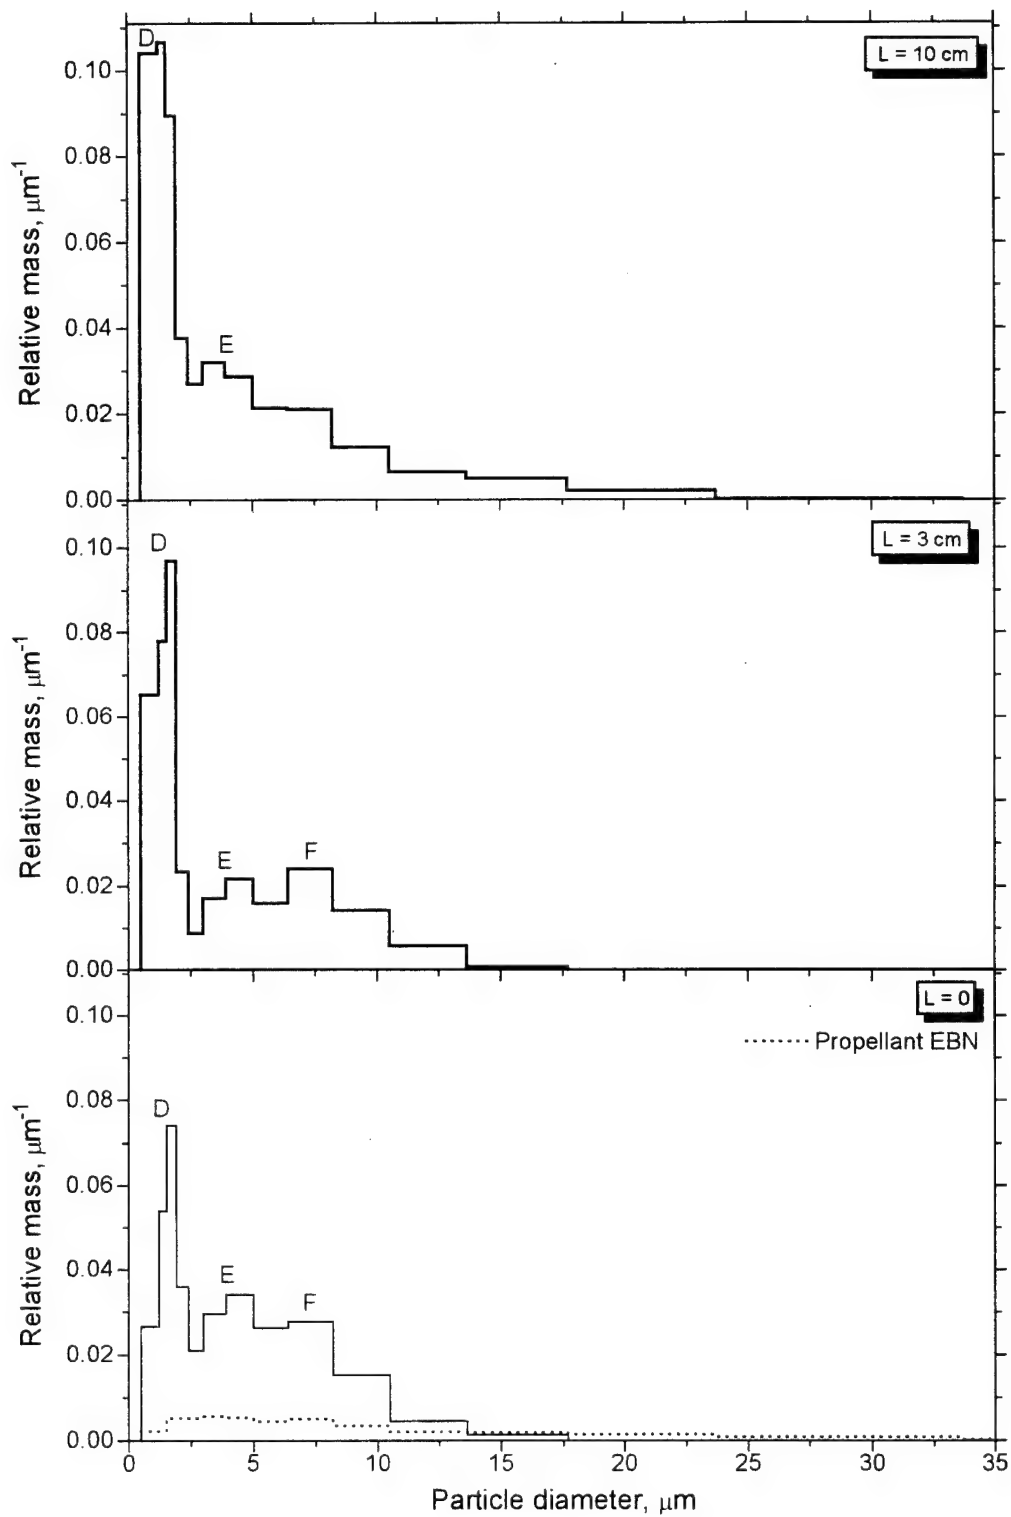 D
L = 10 cm
0.10
0.08
0.06
0.04
E
0.02
0.00
Relative mass, μm⁻¹
D
L = 3 cm
0.10
0.08
0.06
0.04
E
F
0.02
0.00
Relative mass, μm⁻¹
L = 0
0.10
Propellant EBN
D
0.08
0.06
0.04
E
F
0.02
0.00
Relative mass, μm⁻¹
0 5 10 15 20 25 30 35
Particle diameter, μm